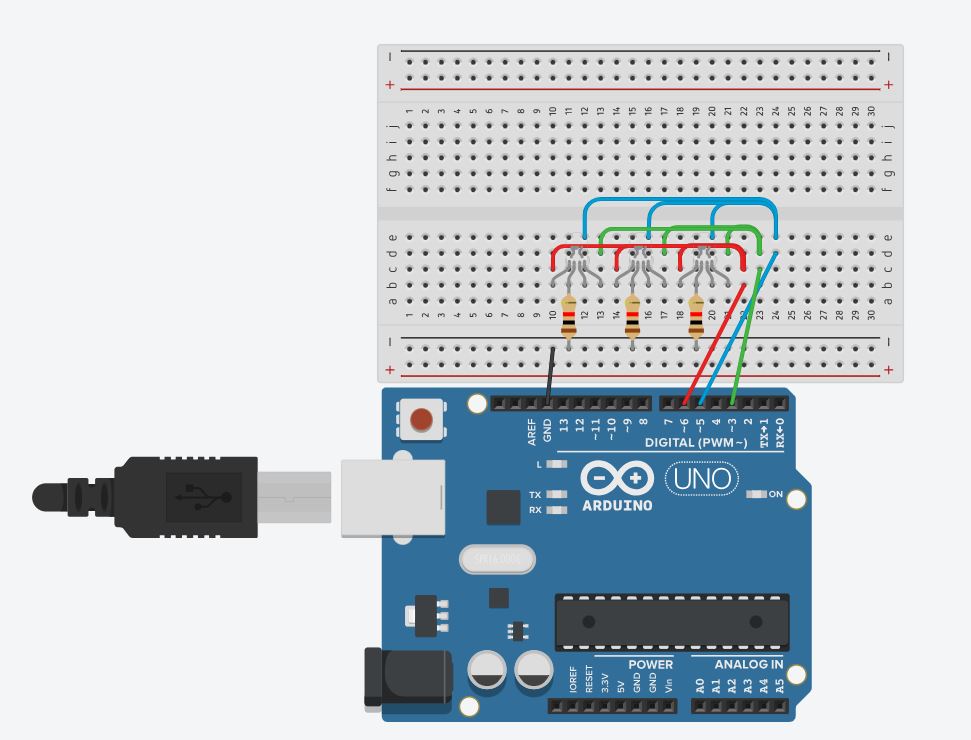 − −
+ +
1 2 3 4 5 6 7 8 9 10 11 12 13 14 15 16 17 18 19 20 21 22 23 24 25 26 27 28 29 30
j j
i i
h h
g g
f f
e e
d d
c c
b b
a a
1 2 3 4 5 6 7 8 9 10 11 12 13 14 15 16 17 18 19 20 21 22 23 24 25 26 27 28 29 30
− −
+ +
AREF GND 13 12 ~11 ~10 ~9 8 7 ~6 ~5 4 ~3 2 TX→1 RX←0
DIGITAL (PWM~)
L
TX
RX
ARDUINO
UNO
ON
POWER
ANALOG IN
IOREF RESET 3.3V 5V GND GND Vin A0 A1 A2 A3 A4 A5